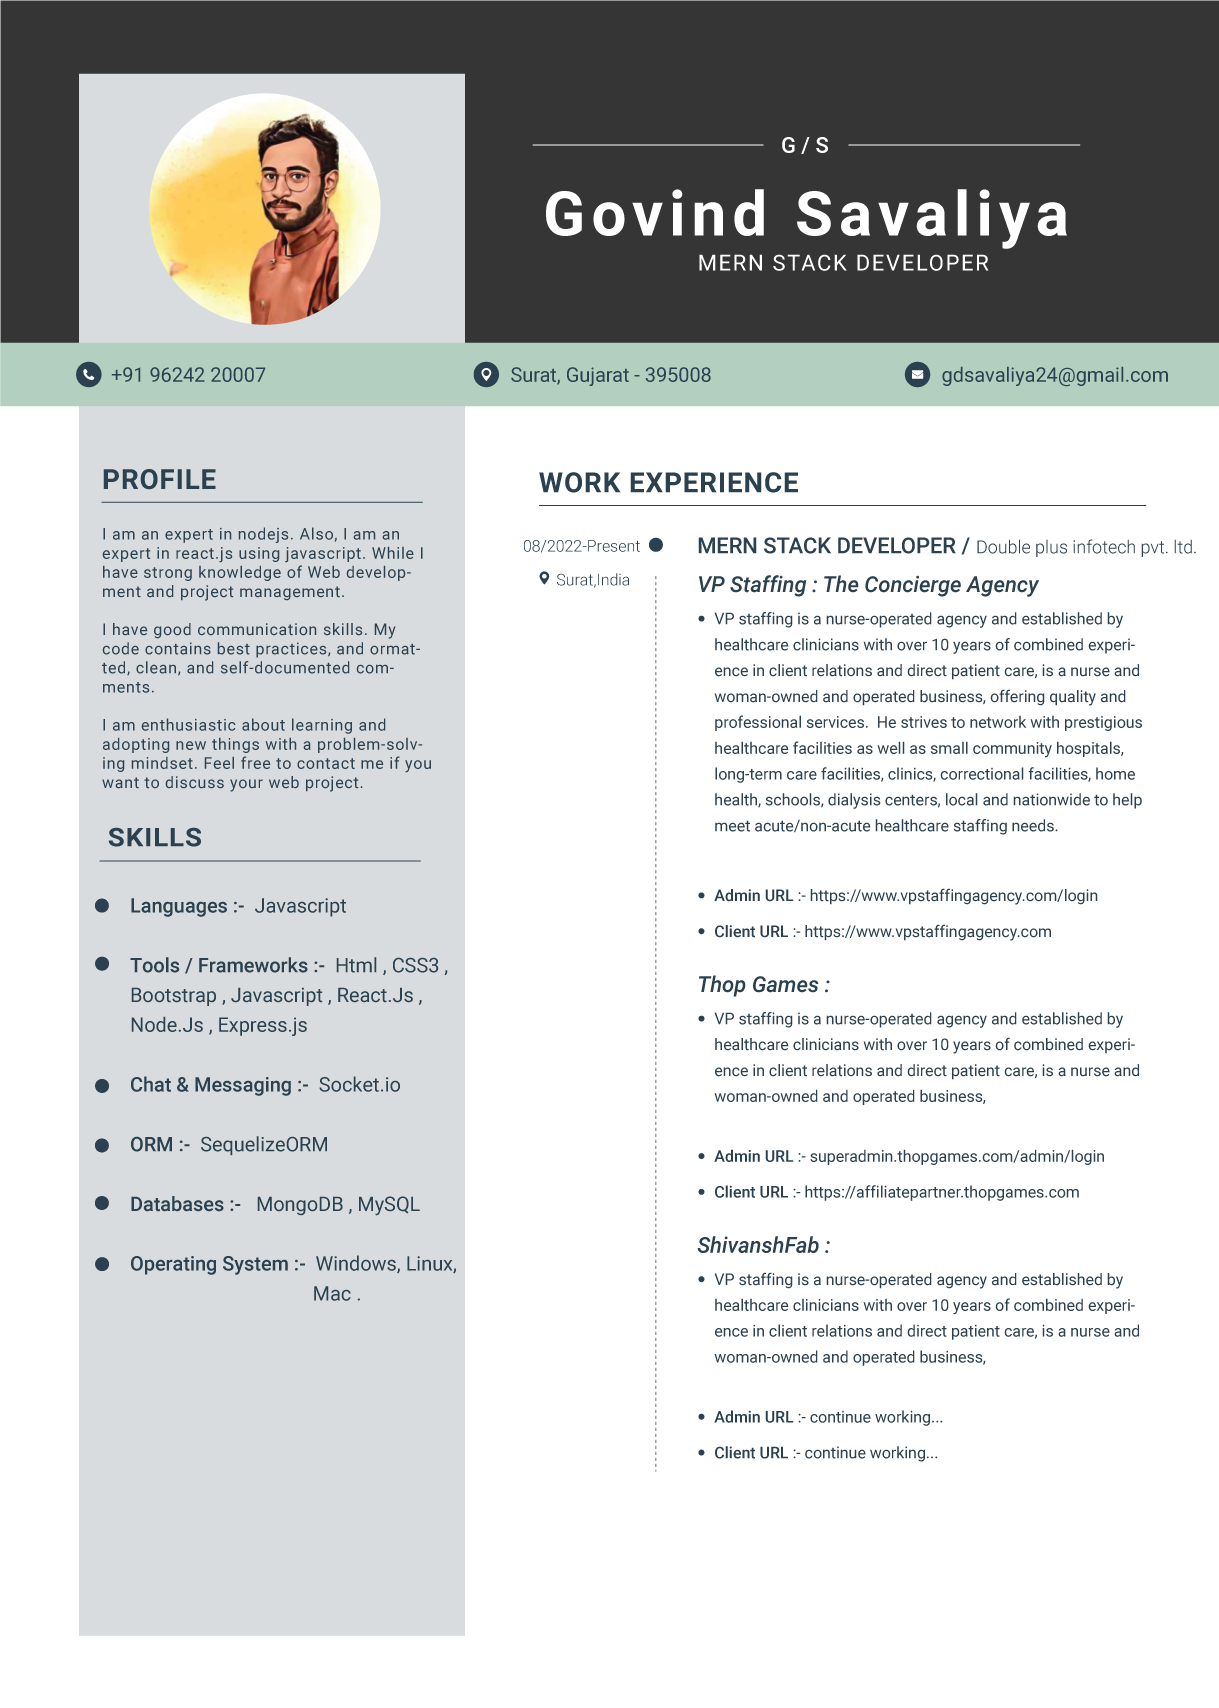 G / S
Govind Savaliya
MERN STACK DEVELOPER
+91 96242 20007
Surat, Gujarat - 395008
gdsavaliya24@gmail.com
PROFILE
I am an expert in nodejs. Also, I am an
expert in react.js using javascript. While I
have strong knowledge of Web develop-
ment and project management.
I have good communication skills. My
code contains best practices, and ormat-
ted, clean, and self-documented com-
ments.
I am enthusiastic about learning and
adopting new things with a problem-solv-
ing mindset. Feel free to contact me if you
want to discuss your web project.
SKILLS
Languages :- Javascript
Tools / Frameworks :- Html , CSS3 ,
Bootstrap , Javascript , React.Js ,
Node.Js , Express.js
Chat & Messaging :- Socket.io
ORM :- SequelizeORM
Databases :- MongoDB , MySQL
Operating System :- Windows, Linux,
Mac .
WORK EXPERIENCE
08/2022-Present
Surat,India
MERN STACK DEVELOPER / Double plus infotech pvt. ltd.
VP Staffing : The Concierge Agency
• VP staffing is a nurse-operated agency and established by
healthcare clinicians with over 10 years of combined experi-
ence in client relations and direct patient care, is a nurse and
woman-owned and operated business, offering quality and
professional services. He strives to network with prestigious
healthcare facilities as well as small community hospitals,
long-term care facilities, clinics, correctional facilities, home
health, schools, dialysis centers, local and nationwide to help
meet acute/non-acute healthcare staffing needs.
• Admin URL :- https://www.vpstaffingagency.com/login
• Client URL :- https://www.vpstaffingagency.com
Thop Games :
• VP staffing is a nurse-operated agency and established by
healthcare clinicians with over 10 years of combined experi-
ence in client relations and direct patient care, is a nurse and
woman-owned and operated business,
• Admin URL :- superadmin.thopgames.com/admin/login
• Client URL :- https://affiliatepartner.thopgames.com
ShivanshFab :
• VP staffing is a nurse-operated agency and established by
healthcare clinicians with over 10 years of combined experi-
ence in client relations and direct patient care, is a nurse and
woman-owned and operated business,
• Admin URL :- continue working...
• Client URL :- continue working...